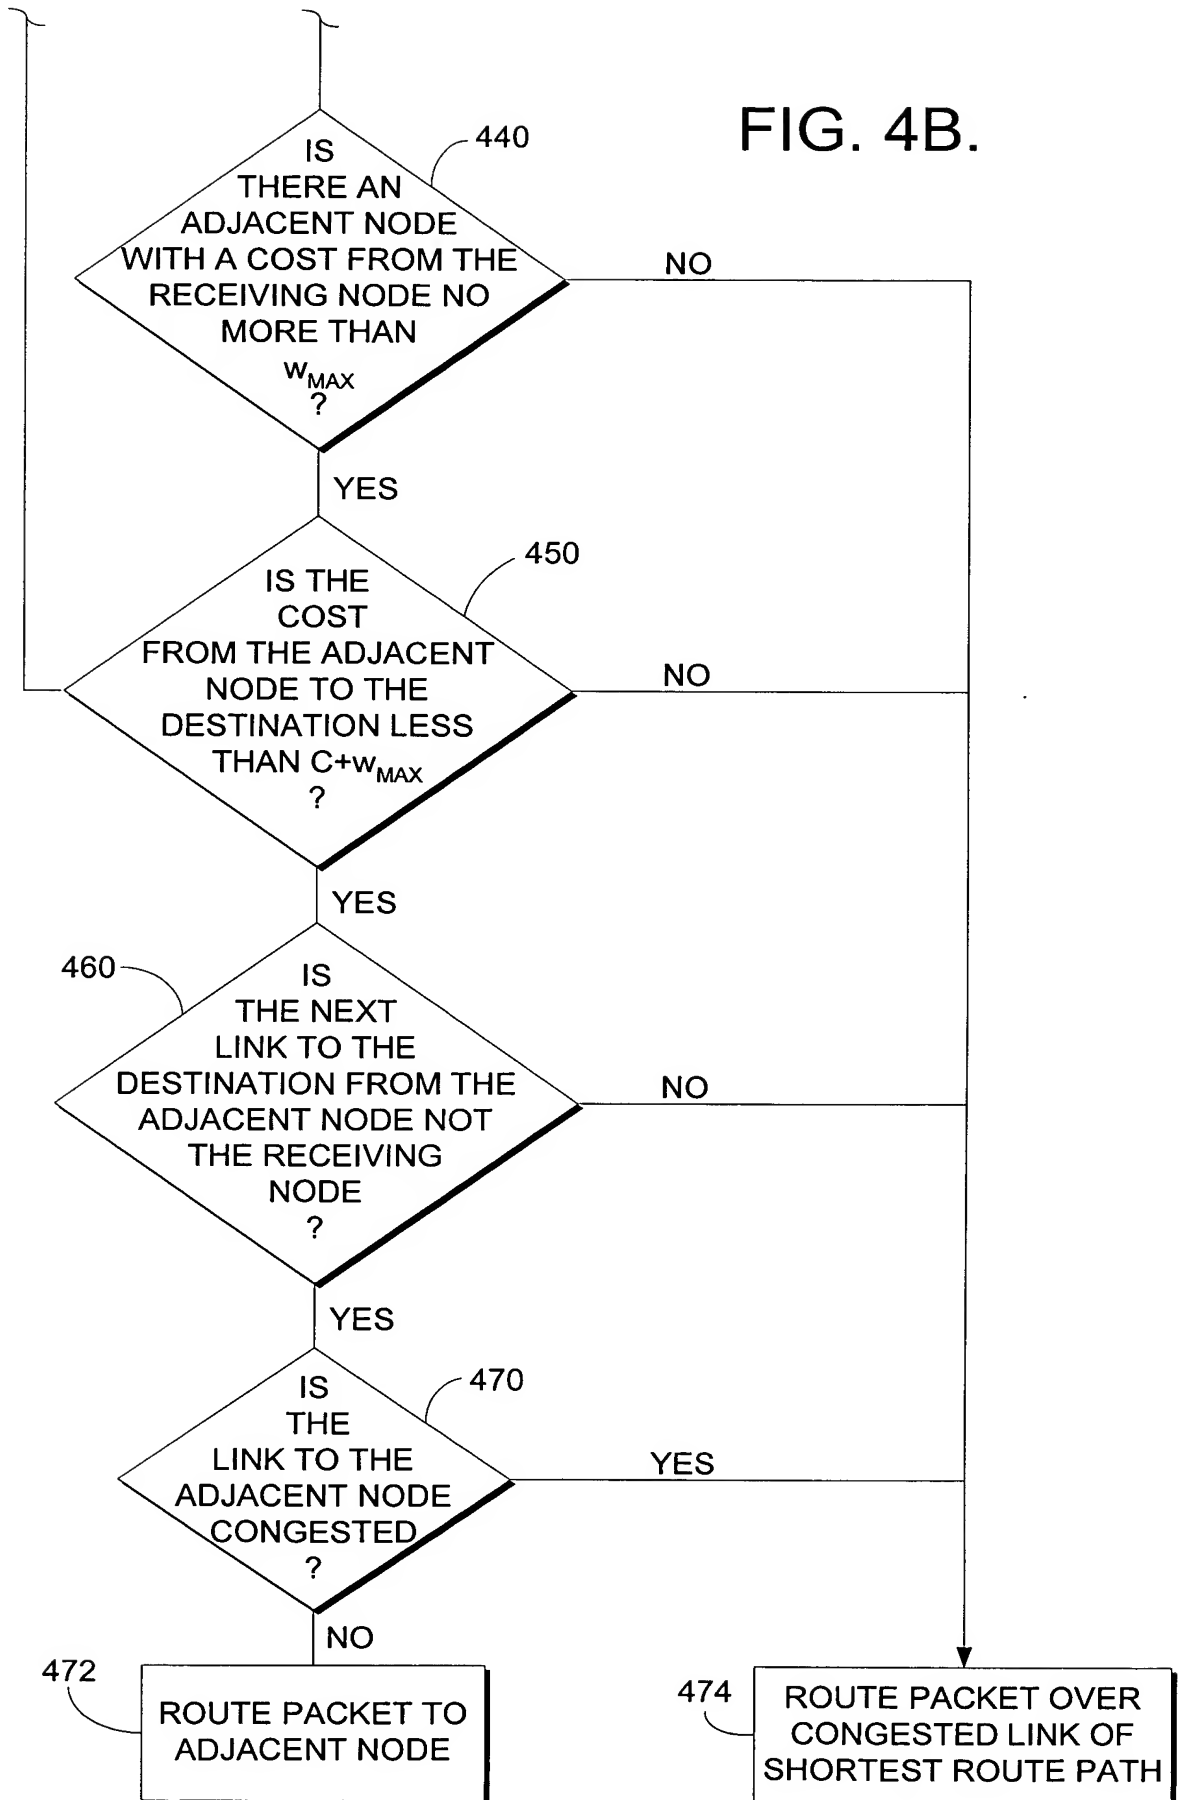 FIG. 4B.
440
IS
THERE AN
ADJACENT NODE
WITH A COST FROM THE
RECEIVING NODE NO
MORE THAN
wMAX
?
NO
YES
450
IS THE
COST
FROM THE ADJACENT
NODE TO THE
DESTINATION LESS
THAN C+wMAX
?
NO
YES
460
IS
THE NEXT
LINK TO THE
DESTINATION FROM THE
ADJACENT NODE NOT
THE RECEIVING
NODE
?
NO
YES
470
IS
THE
LINK TO THE
ADJACENT NODE
CONGESTED
?
YES
NO
472
ROUTE PACKET TO
ADJACENT NODE
474
ROUTE PACKET OVER
CONGESTED LINK OF
SHORTEST ROUTE PATH